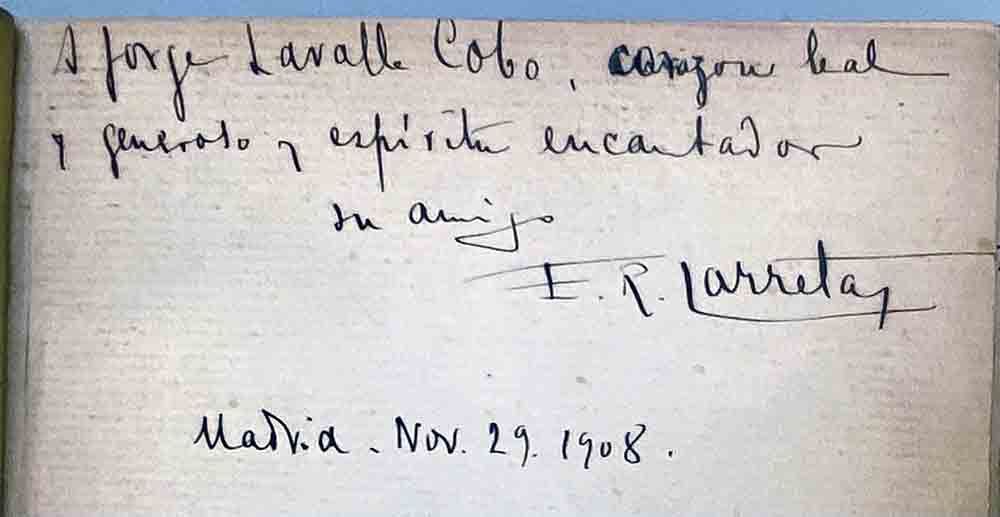 A Jorge Lavalle Cobo, corazon leal
y generoso y espíritu encantador
su amigo
E. R. Larreta
Madrid. Nov. 29. 1908.